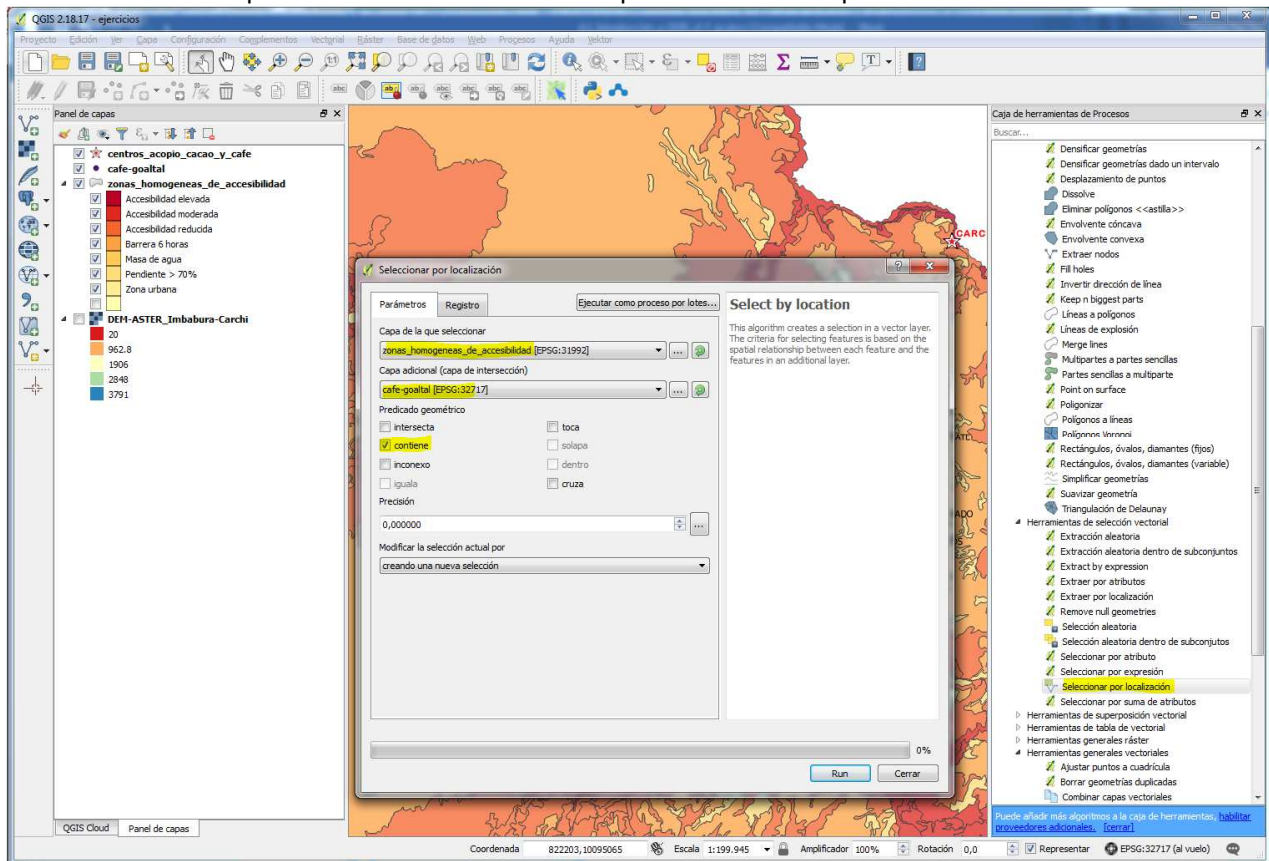 QGIS 2.18.17 - ejercicios
Proyecto Edición Ver Capa Configuración Complementos Vectorial Ráster Base de datos Web Procesos Ayuda Vektor
Panel de capas
centros_acopio_cacao_y_cafe
cafe-goaltal
zonas_homogeneas_de_accesibilidad
Accesibilidad elevada
Accesibilidad moderada
Accesibilidad reducida
Barrera 6 horas
Masa de agua
Pendiente > 70%
Zona urbana
DEM-ASTER_Imbabura-Carchi
20
962.8
1906
2848
3791
QGIS Cloud Panel de capas
CARC
Seleccionar por localización
Parámetros Registro Ejecutar como proceso por lotes...
Capa de la que seleccionar
zonas_homogeneas_de_accesibilidad [EPSG:31992]
Capa adicional (capa de intersección)
cafe-goaltal [EPSG:32717]
Predicado geométrico
intersecta toca
contiene solapa
inconexo dentro
iguala cruza
Precisión
0,000000
Modificar la selección actual por
creando una nueva selección
Select by location
This algorithm creates a selection in a vector layer.
The criteria for selecting features is based on the
spatial relationship between each feature and the
features in an additional layer.
0%
Run Cerrar
Caja de herramientas de Procesos
Buscar...
Densificar geometrías
Densificar geometrías dado un intervalo
Desplazamiento de puntos
Dissolve
Eliminar polígonos <<astilla>>
Envolvente cóncava
Envolvente convexa
Extraer nodos
Fill holes
Invertir dirección de línea
Keep n biggest parts
Líneas a polígonos
Líneas de explosión
Merge lines
Multipartes a partes sencillas
Partes sencillas a multiparte
Point on surface
Poligonizar
Polígonos a líneas
Polígonos Voronoi
Rectángulos, óvalos, diamantes (fijos)
Rectángulos, óvalos, diamantes (variable)
Simplificar geometrías
Suavizar geometría
Triangulación de Delaunay
Herramientas de selección vectorial
Extracción aleatoria
Extracción aleatoria dentro de subconjuntos
Extract by expression
Extraer por atributos
Extraer por localización
Remove null geometries
Selección aleatoria
Selección aleatoria dentro de subconjutos
Seleccionar por atributo
Seleccionar por expresión
Seleccionar por localización
Seleccionar por suma de atributos
Herramientas de superposición vectorial
Herramientas de tabla de vectorial
Herramientas generales ráster
Herramientas generales vectoriales
Ajustar puntos a cuadrícula
Borrar geometrías duplicadas
Combinar capas vectoriales
Puede añadir más algoritmos a la caja de herramientas, habilitar
proveedores adicionales. [cerrar]
Coordenada 822203,10095065 Escala 1:199.945 Amplificador 100% Rotación 0,0 Representar EPSG:32717 (al vuelo)